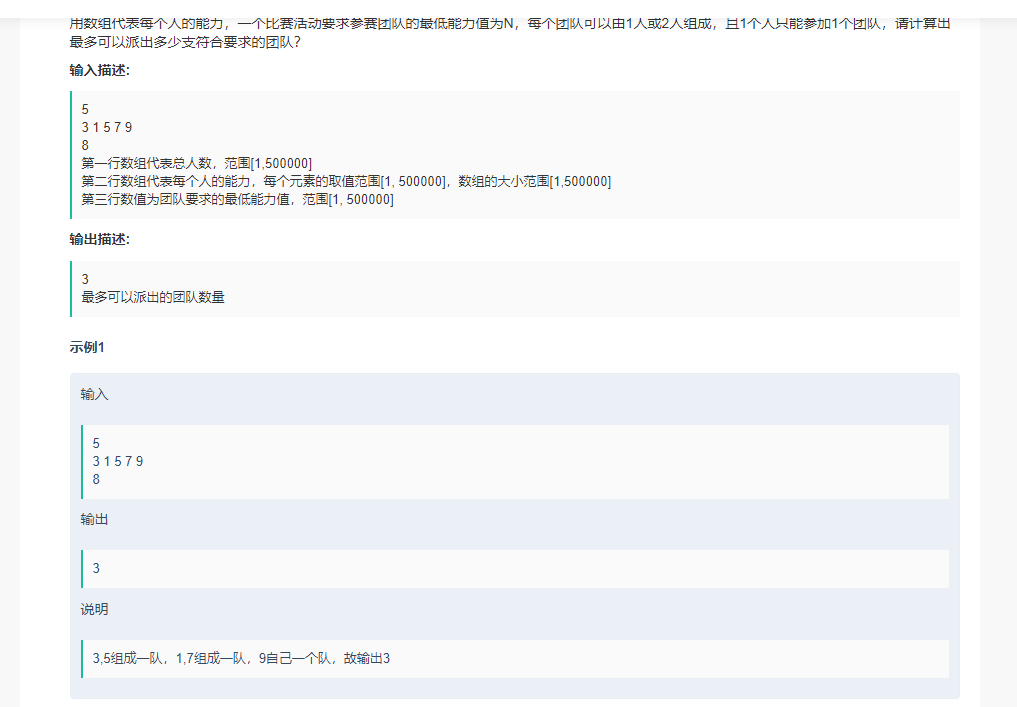 用数组代表每个人的能力，一个比赛活动要求参赛团队的最低能力值为N，每个团队可以由1人或2人组成，且1个人只能参加1个团队，请计算出
最多可以派出多少支符合要求的团队？
输入描述:
5
3 1 5 7 9
8
第一行数组代表总人数，范围[1,500000]
第二行数组代表每个人的能力，每个元素的取值范围[1, 500000]，数组的大小范围[1,500000]
第三行数值为团队要求的最低能力值，范围[1, 500000]
输出描述:
3
最多可以派出的团队数量
示例1
输入
5
3 1 5 7 9
8
输出
3
说明
3,5组成一队，1,7组成一队，9自己一个队，故输出3